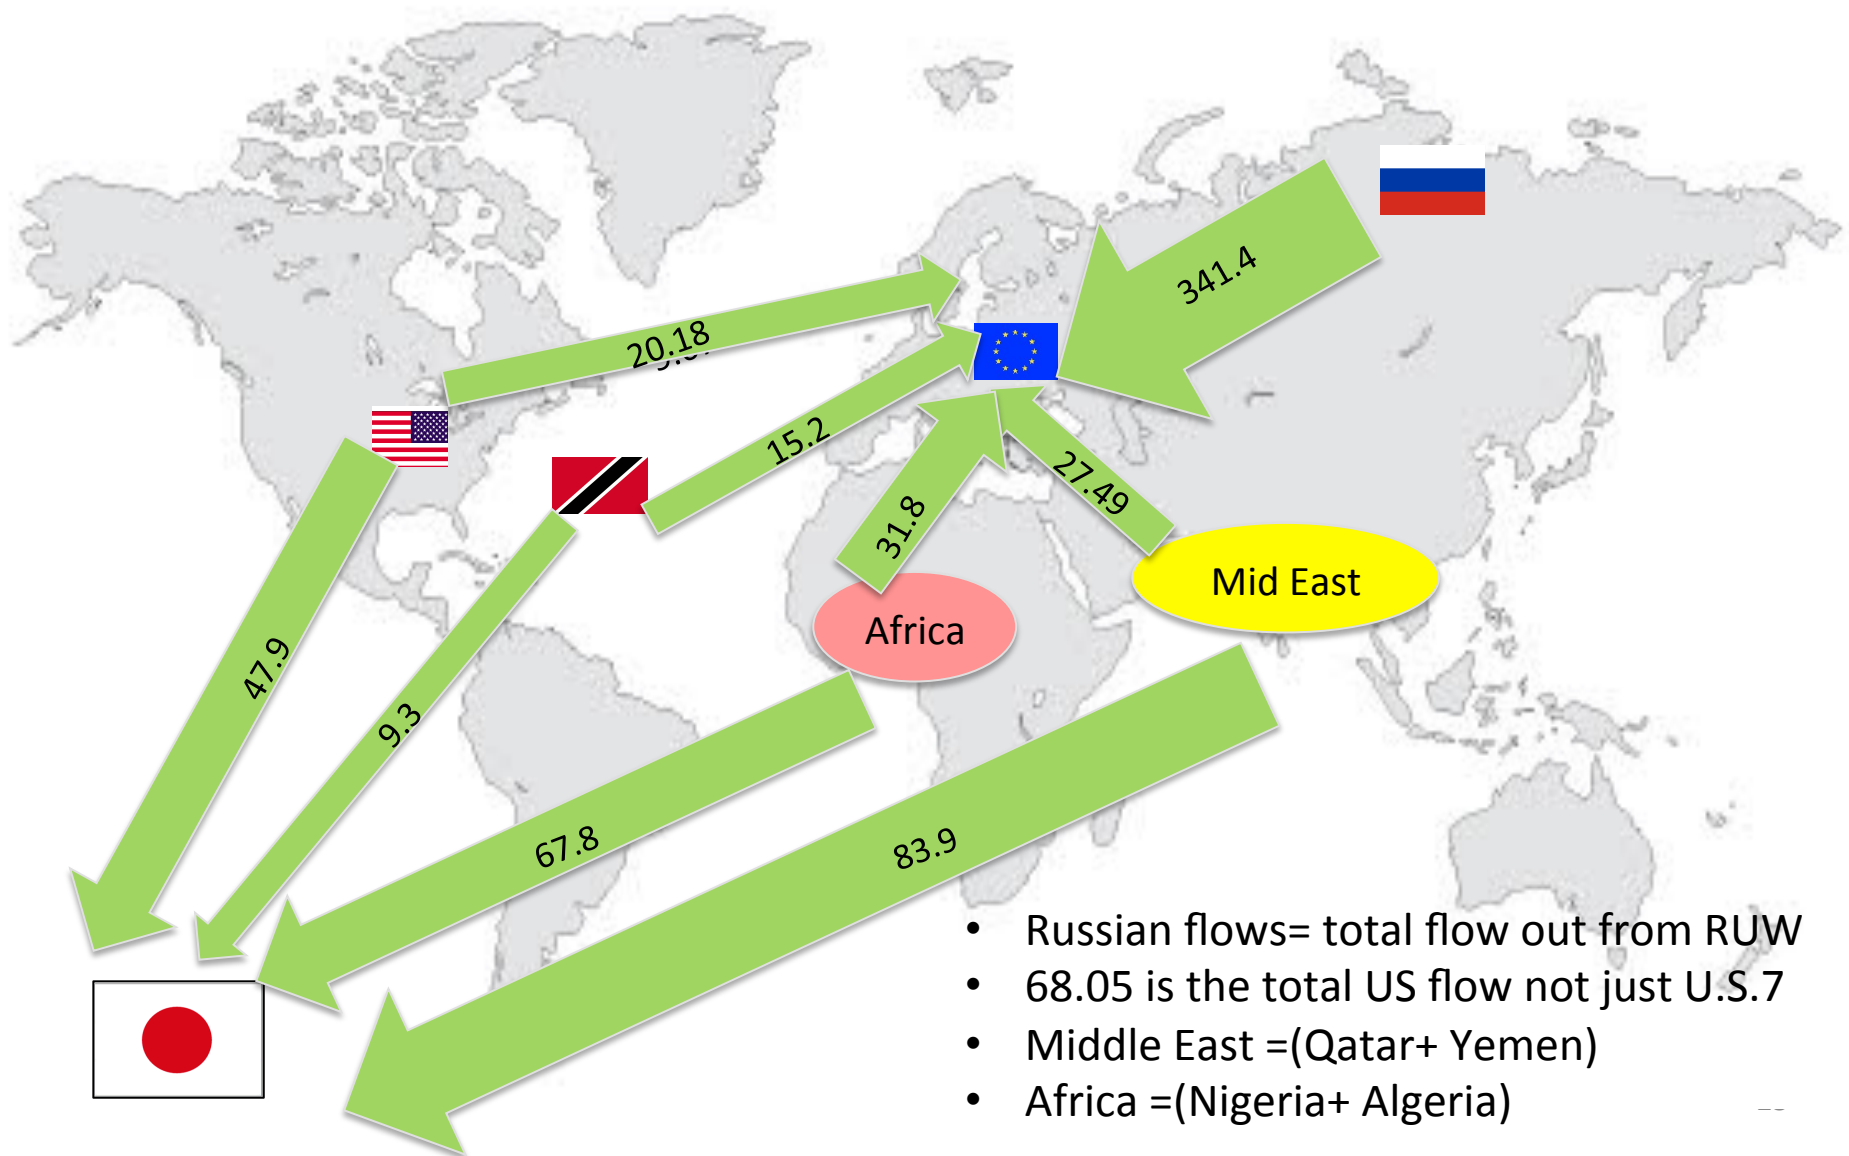 341.4
20.18
15.2
27.49
31.8
Mid East
Africa
47.9
9.3
67.8
83.9
• Russian flows= total flow out from RUW
• 68.05 is the total US flow not just U.S.7
• Middle East =(Qatar+ Yemen)
• Africa =(Nigeria+ Algeria)